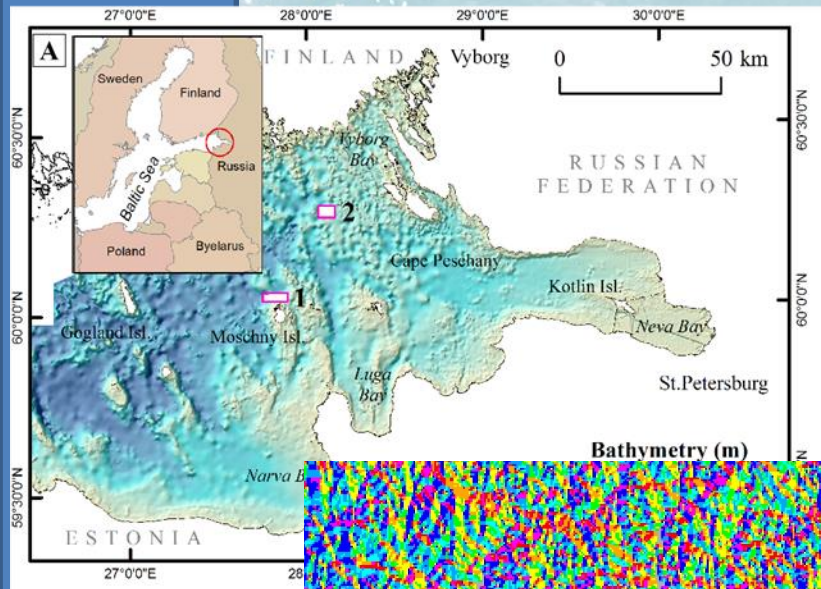 27°0'0"E 28°0'0"E 29°0'0"E 30°0'0"E
A
FINLAND
Vyborg
0 50 km
Sweden
Finland
Russia
Baltic Sea
Poland
Byelarus
60°30'0"N
60°30'0"N
Vyborg
Bay
RUSSIAN
FEDERATION
2
Cape Peschany
Kotlin Isl.
1
60°0'0"N
60°0'0"N
Gogland Isl.
Moschny Isl.
Neva Bay
Luga
Bay
St.Petersburg
Bathymetry (m)
Narva
59°30'0"N
ESTONIA
27°0'0"E